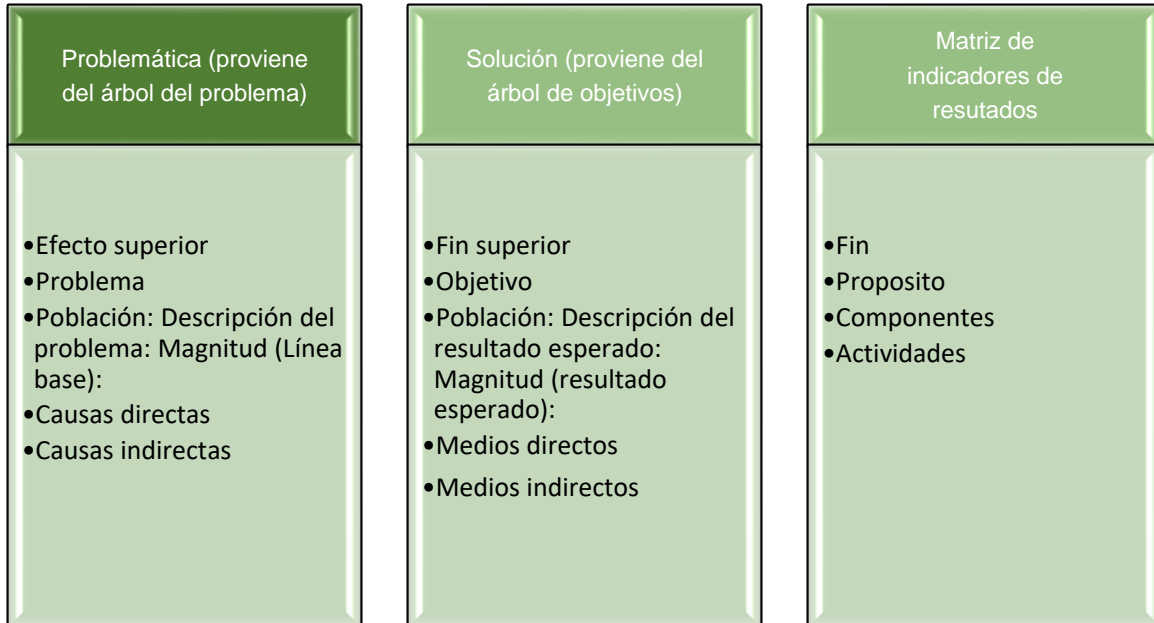 Problemática (proviene
del árbol del problema)
•Efecto superior
•Problema
•Población: Descripción del
problema: Magnitud (Línea
base):
•Causas directas
•Causas indirectas
Solución (proviene del
árbol de objetivos)
•Fin superior
•Objetivo
•Población: Descripción del
resultado esperado:
Magnitud (resultado
esperado):
•Medios directos
•Medios indirectos
Matriz de
indicadores de
resutados
•Fin
•Proposito
•Componentes
•Actividades